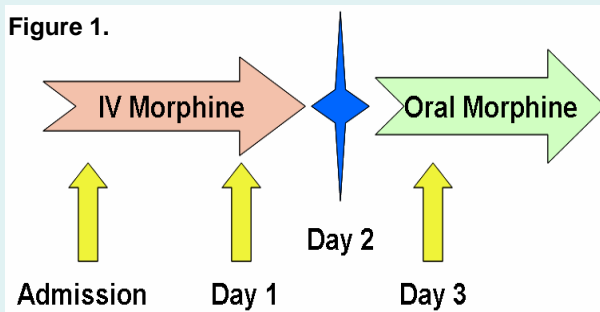 Figure 1.
IV Morphine
Oral Morphine
Day 2
Admission
Day 1
Day 3